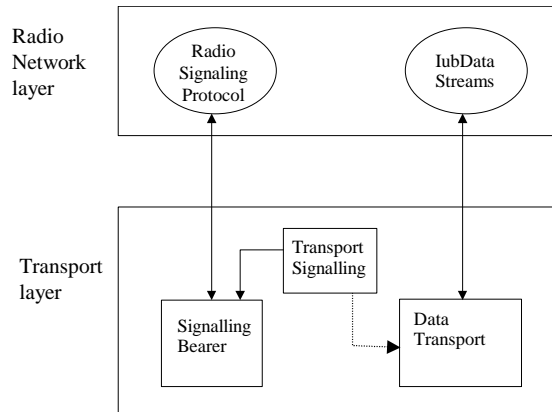 Radio
Network
layer
Radio
Signaling
Protocol
IubData
Streams
Transport
layer
Transport
Signalling
Signalling
Bearer
Data
Transport